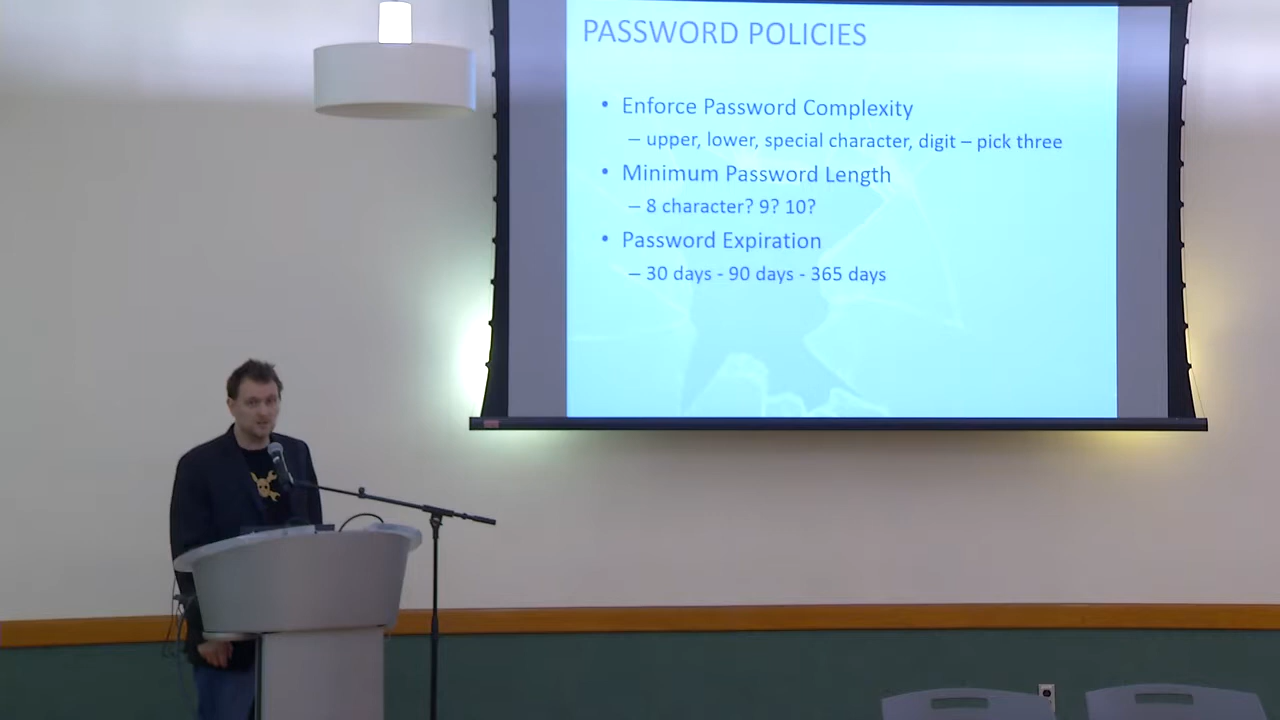 PASSWORD POLICIES
• Enforce Password Complexity
– upper, lower, special character, digit – pick three
• Minimum Password Length
– 8 character? 9? 10?
• Password Expiration
– 30 days - 90 days - 365 days